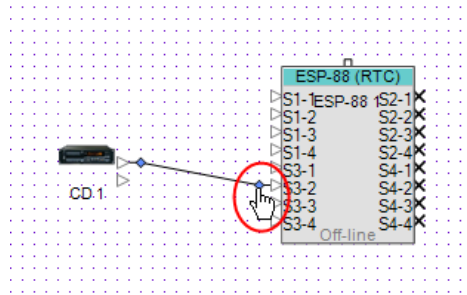 ESP-88 (RTC)
S1-1 ESP-88 1 S2-1
S1-2 S2-2
S1-3 S2-3
S1-4 S2-4
S3-1 S4-1
S3-2 S4-2
S3-3 S4-3
S3-4 S4-4
Off-line
CD 1